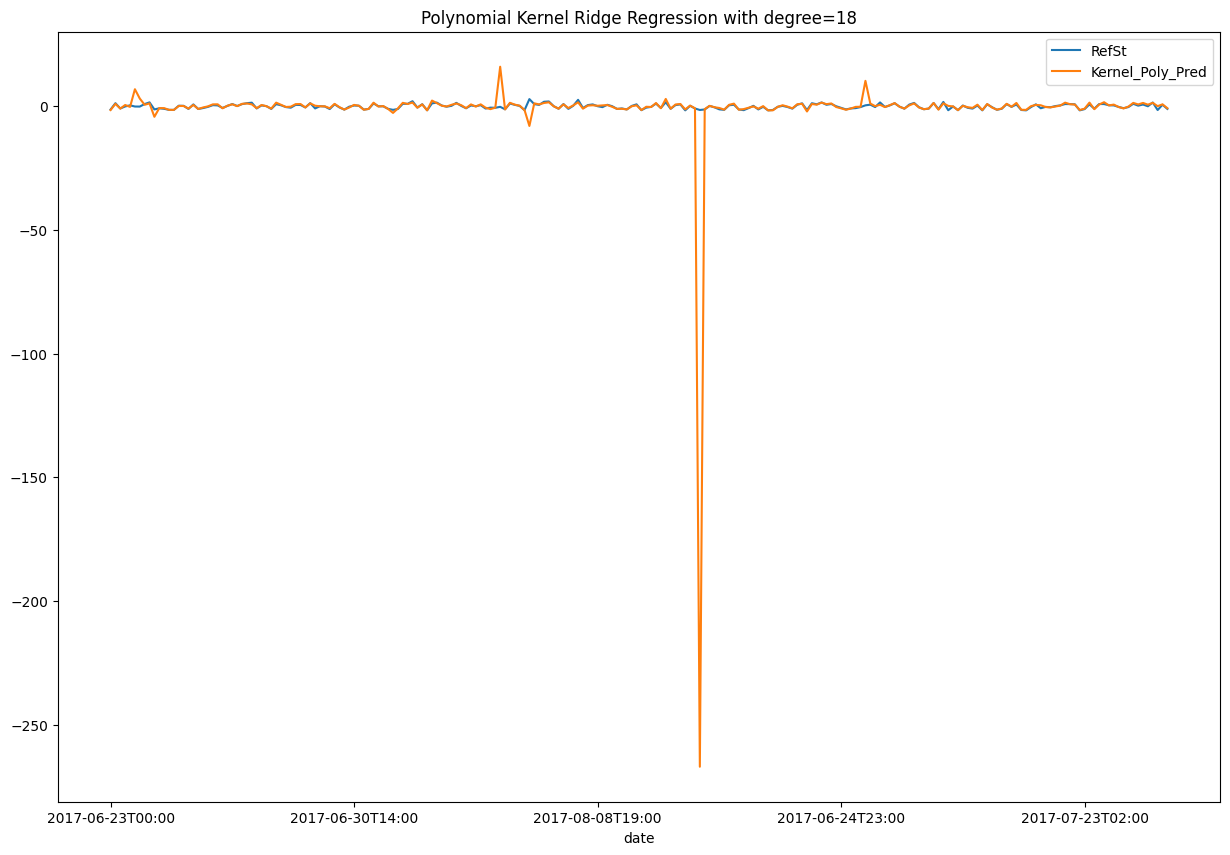 Polynomial Kernel Ridge Regression with degree=18
RefSt
Kernel_Poly_Pred
0
−50
−100
−150
−200
−250
2017-06-23T00:00
2017-06-30T14:00
2017-08-08T19:00
2017-06-24T23:00
2017-07-23T02:00
date